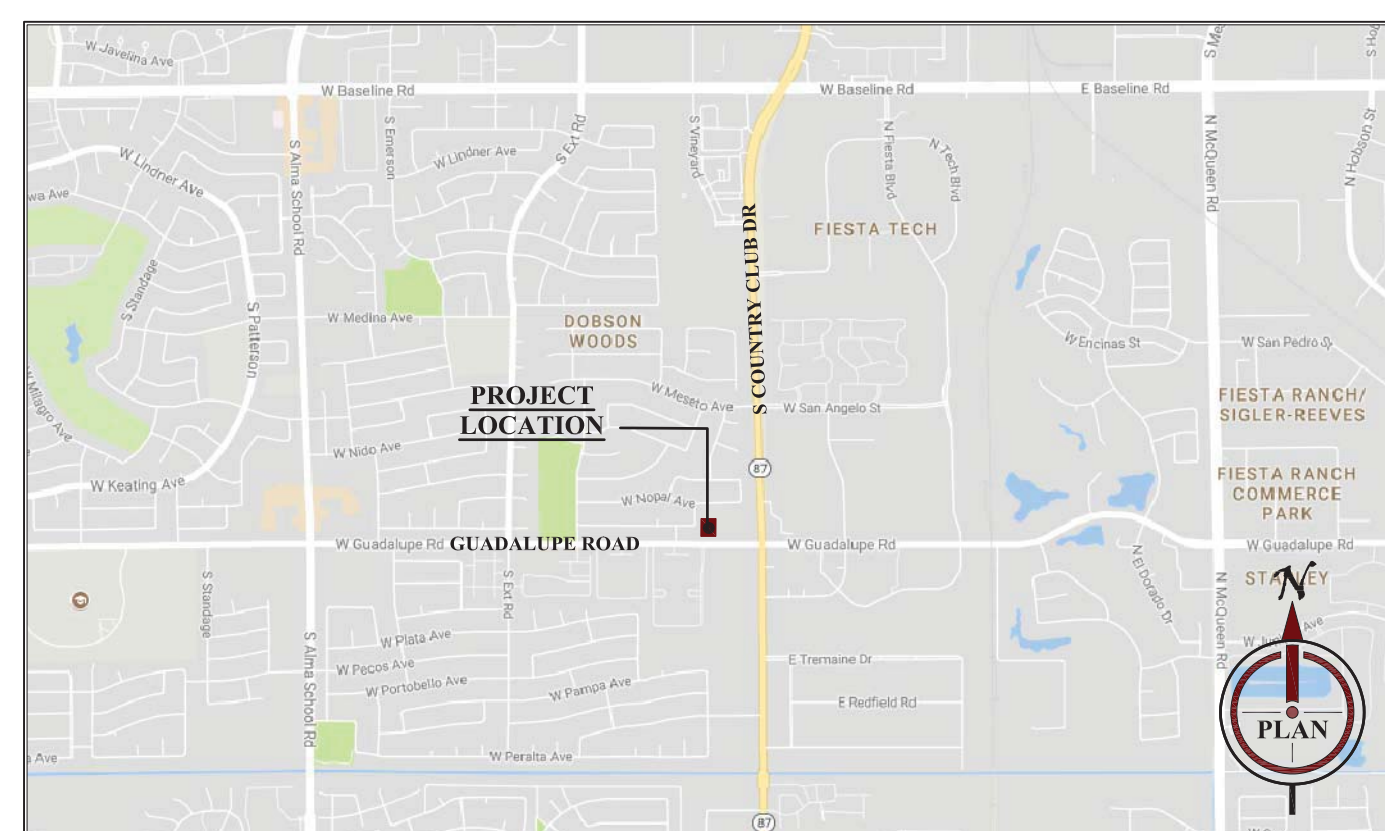 W Javelina Ave
W Baseline Rd
W Baseline Rd
E Baseline Rd
S Emerson
S Ext Rd
S Vineyard
N Fiesta Blvd
N Tech Blvd
N McQueen Rd
N Hobson St
W Lindner Ave
W Lindner Ave
S Alma School Rd
wa Ave
S COUNTRY CLUB DR
FIESTA TECH
S Standage
S Patterson
W Medina Ave
DOBSON
WOODS
W Encinas St
W San Pedro
W Milagro Ave
PROJECT
LOCATION
W Meseto Ave
W San Angelo St
FIESTA RANCH/
SIGLER-REEVES
W Nido Ave
87
W Keating Ave
W Nopal Ave
FIESTA RANCH
COMMERCE
PARK
W Guadalupe Rd
GUADALUPE ROAD
W Guadalupe Rd
W Guadalupe Rd
S Standage
S Ext Rd
N El Dorado Dr
N McQueen Rd
N
W Plata Ave
S Alma School Rd
W Pecos Ave
W Portobello Ave
W Pampa Ave
E Tremaine Dr
E Redfield Rd
PLAN
Ave
W Peralta Ave
87